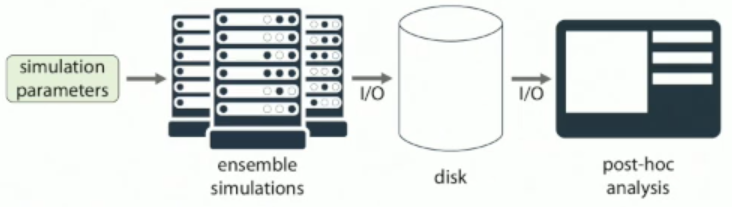 simulation
parameters
I/O
I/O
ensemble
simulations
disk
post-hoc
analysis